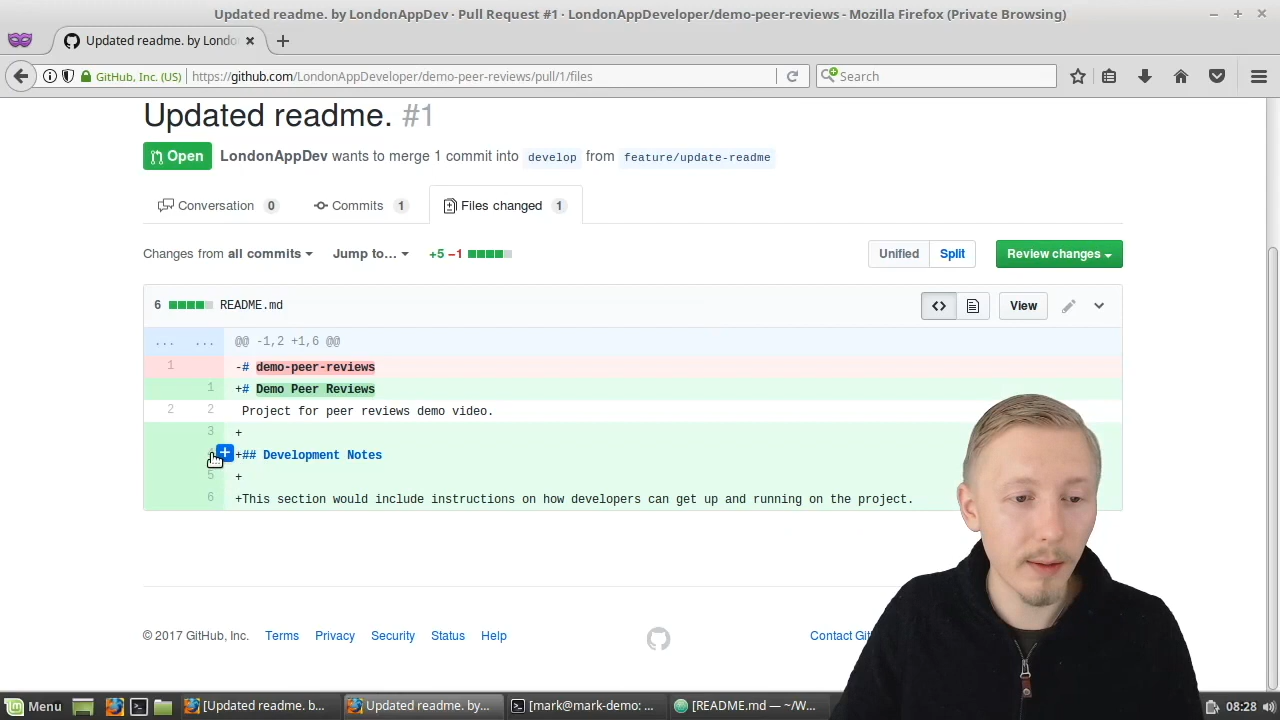 Updated readme. by LondonAppDev · Pull Request #1 · LondonAppDeveloper/demo-peer-reviews - Mozilla Firefox (Private Browsing)
Updated readme. by Londo
GitHub, Inc. (US) https://github.com/LondonAppDeveloper/demo-peer-reviews/pull/1/files Search
Updated readme. #1
Open LondonAppDev wants to merge 1 commit into develop from feature/update-readme
Conversation 0 Commits 1 Files changed 1
Changes from all commits Jump to... +5 −1 Unified Split Review changes
6 README.md <> View
... ... @@ -1,2 +1,6 @@
1 -# demo-peer-reviews
1 +# Demo Peer Reviews
2 2 Project for peer reviews demo video.
3 +
+## Development Notes
5 +
6 +This section would include instructions on how developers can get up and running on the project.
© 2017 GitHub, Inc. Terms Privacy Security Status Help Contact
Menu [Updated readme. b... Updated readme. by... [mark@mark-demo: ... [README.md — ~/W... 08:28